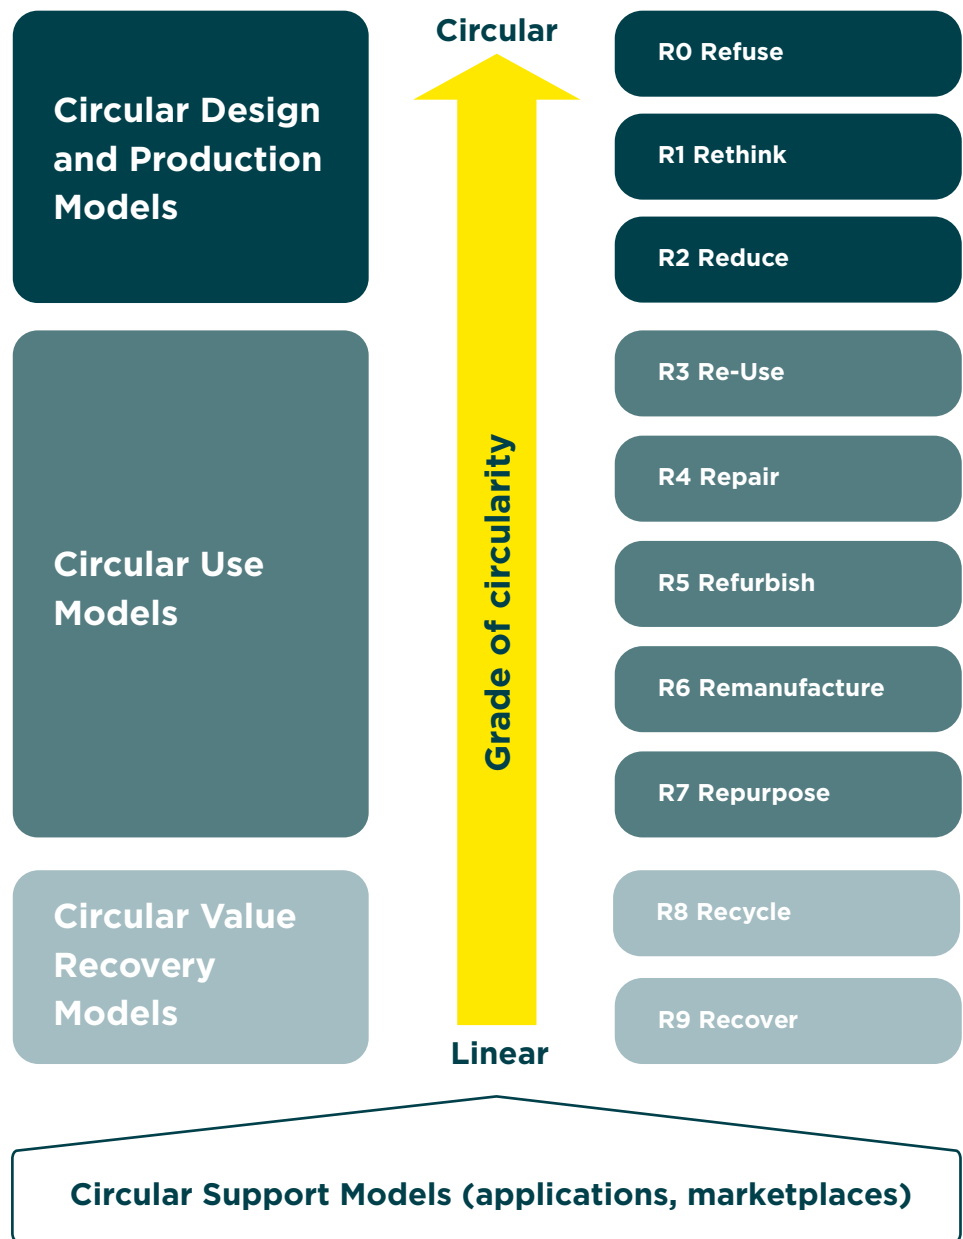 Circular Design
and Production
Models
Circular Use
Models
Circular Value
Recovery
Models
Circular
Grade of circularity
Linear
R0 Refuse
R1 Rethink
R2 Reduce
R3 Re-Use
R4 Repair
R5 Refurbish
R6 Remanufacture
R7 Repurpose
R8 Recycle
R9 Recover
Circular Support Models (applications, marketplaces)